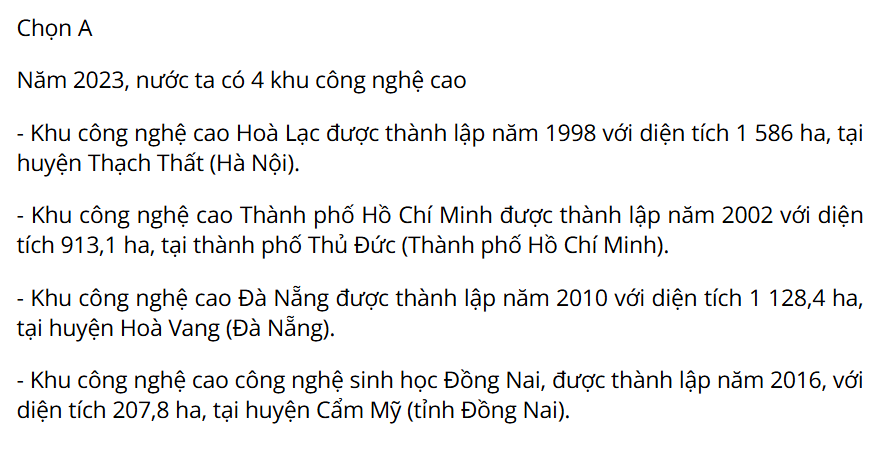 Chọn A
Năm 2023, nước ta có 4 khu công nghệ cao
- Khu công nghệ cao Hoà Lạc được thành lập năm 1998 với diện tích 1 586 ha, tại
huyện Thạch Thất (Hà Nội).
- Khu công nghệ cao Thành phố Hồ Chí Minh được thành lập năm 2002 với diện
tích 913,1 ha, tại thành phố Thủ Đức (Thành phố Hồ Chí Minh).
- Khu công nghệ cao Đà Nẵng được thành lập năm 2010 với diện tích 1 128,4 ha,
tại huyện Hoà Vang (Đà Nẵng).
- Khu công nghệ cao công nghệ sinh học Đồng Nai, được thành lập năm 2016, với
diện tích 207,8 ha, tại huyện Cẩm Mỹ (tỉnh Đồng Nai).